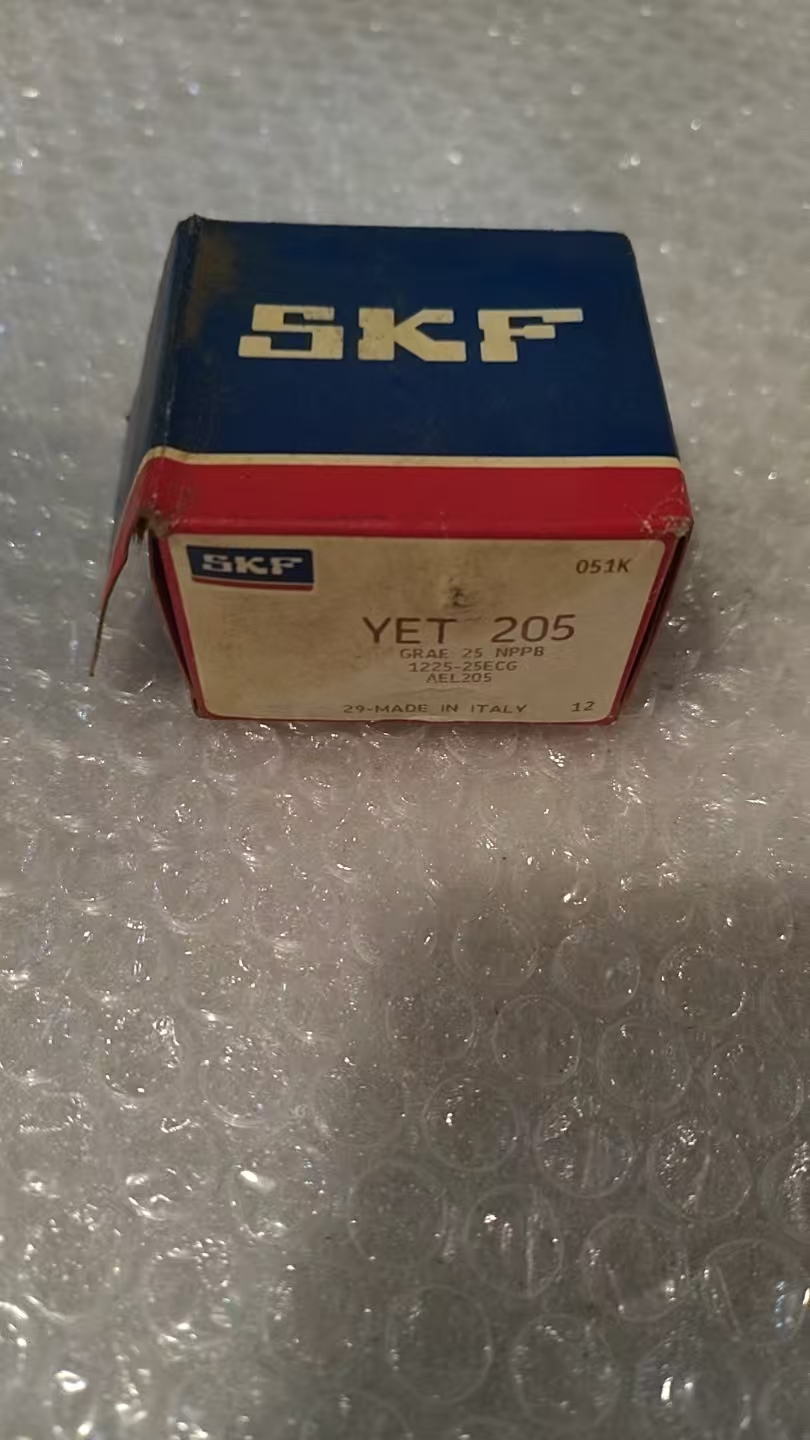 SKF
SKF
051K
YET 205
GRAE 25 NPPB
1225-25ECG
AEL205
29-MADE IN ITALY 12